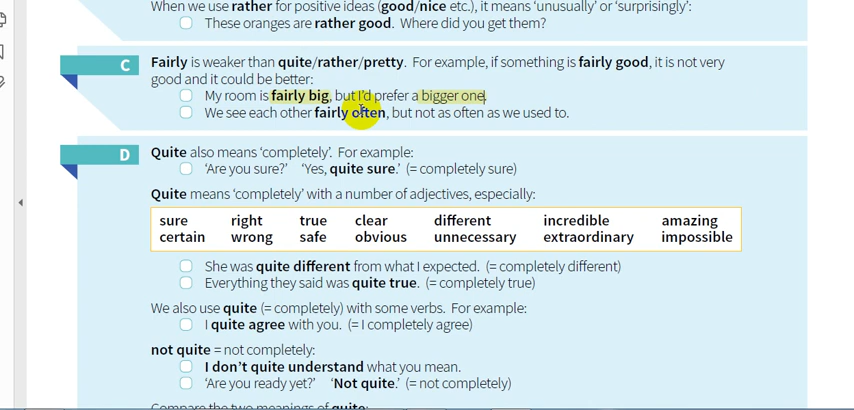 When we use rather for positive ideas (good/nice etc.), it means ‘unusually’ or ‘surprisingly’:
These oranges are rather good. Where did you get them?
C
Fairly is weaker than quite/rather/pretty. For example, if something is fairly good, it is not very
good and it could be better:
My room is fairly big, but I’d prefer a bigger one.
We see each other fairly often, but not as often as we used to.
D
Quite also means ‘completely’. For example:
‘Are you sure?’ ‘Yes, quite sure.’ (= completely sure)
Quite means ‘completely’ with a number of adjectives, especially:
sure right true clear different incredible amazing
certain wrong safe obvious unnecessary extraordinary impossible
She was quite different from what I expected. (= completely different)
Everything they said was quite true. (= completely true)
We also use quite (= completely) with some verbs. For example:
I quite agree with you. (= I completely agree)
not quite = not completely:
I don’t quite understand what you mean.
‘Are you ready yet?’ ‘Not quite.’ (= not completely)
Compare the two meanings of quite: